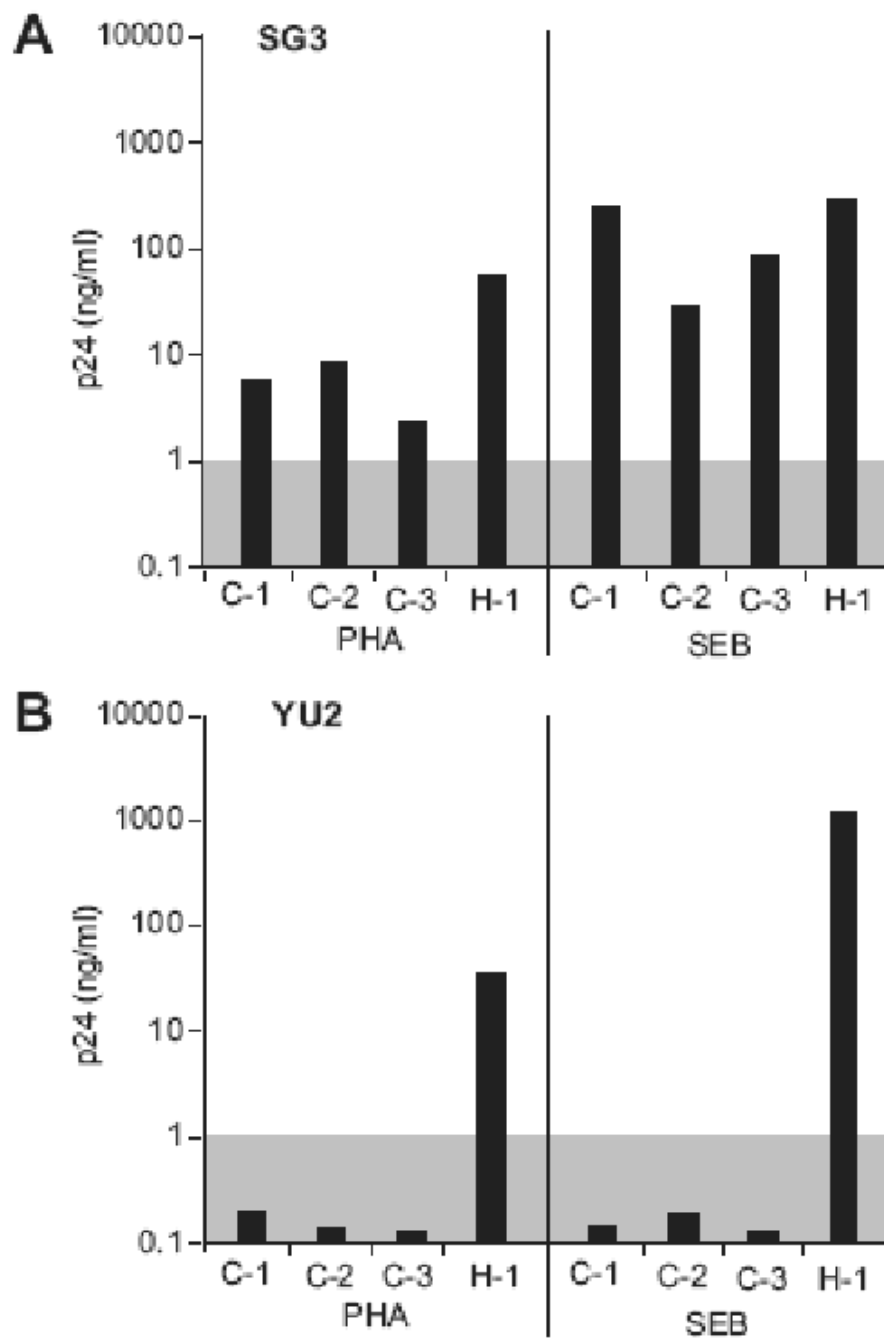 A
SG3
10000
1000
100
10
1
0.1
p24 (ng/ml)
C-1 C-2 C-3 H-1 C-1 C-2 C-3 H-1
PHA SEB
B
YU2
10000
1000
100
10
1
0.1
p24 (ng/ml)
C-1 C-2 C-3 H-1 C-1 C-2 C-3 H-1
PHA SEB